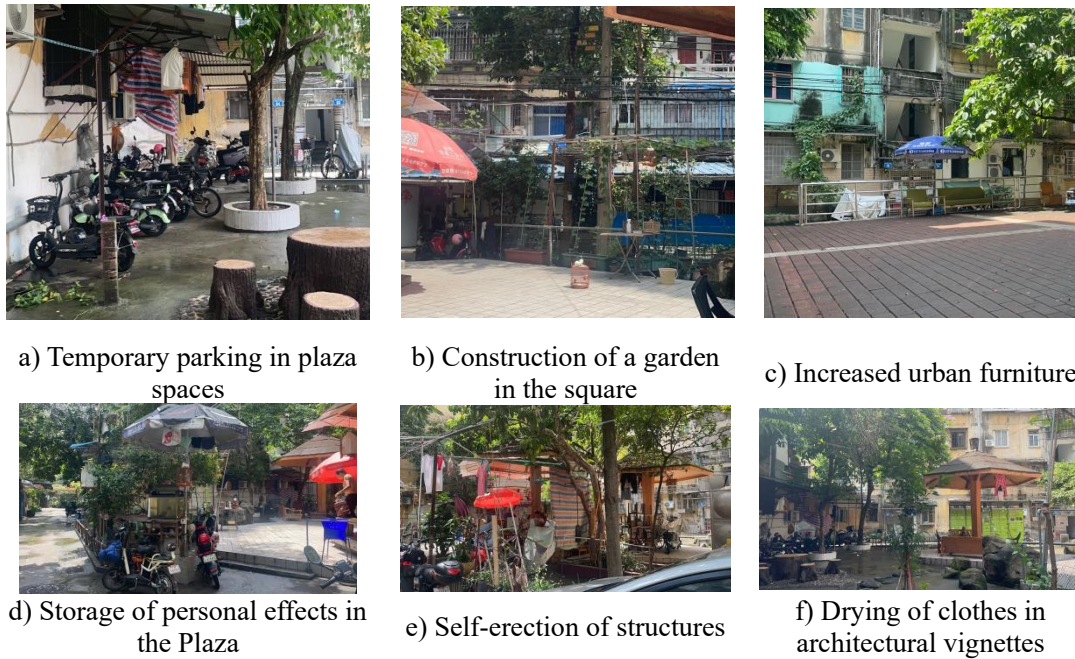 a) Temporary parking in plaza
spaces
b) Construction of a garden
in the square
c) Increased urban furniture
d) Storage of personal effects in
the Plaza
e) Self-erection of structures
f) Drying of clothes in
architectural vignettes